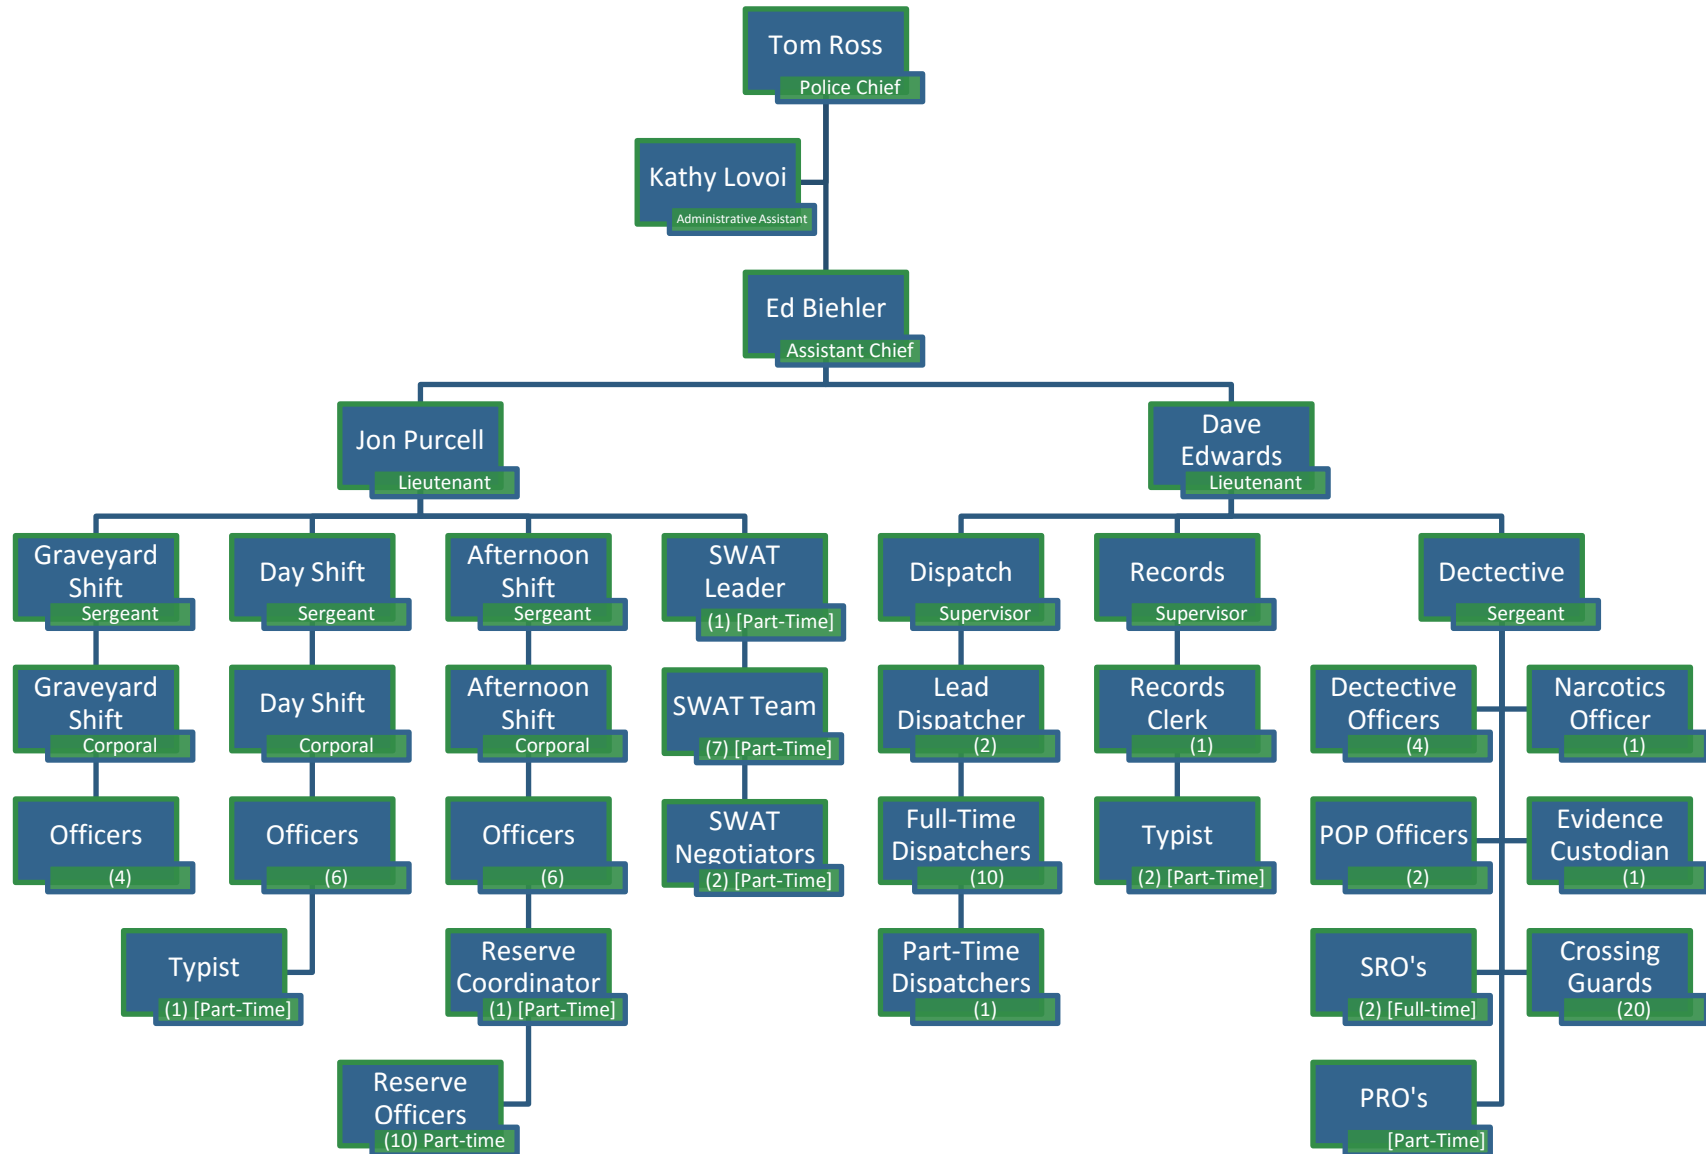 Tom Ross
Police Chief
Kathy Lovoi
Administrative Assistant
Ed Biehler
Assistant Chief
Jon Purcell
Lieutenant
Dave
Edwards
Lieutenant
Graveyard
Shift
Sergeant
Day Shift
Sergeant
Afternoon
Shift
Sergeant
SWAT
Leader
(1) [Part-Time]
Dispatch
Supervisor
Records
Supervisor
Dectective
Sergeant
Graveyard
Shift
Corporal
Day Shift
Corporal
Afternoon
Shift
Corporal
SWAT Team
(7) [Part-Time]
Lead
Dispatcher
(2)
Records
Clerk
(1)
Dectective
Officers
(4)
Narcotics
Officer
(1)
Officers
(4)
Officers
(6)
Officers
(6)
SWAT
Negotiators
(2) [Part-Time]
Full-Time
Dispatchers
(10)
Typist
(2) [Part-Time]
POP Officers
(2)
Evidence
Custodian
(1)
Typist
(1) [Part-Time]
Reserve
Coordinator
(1) [Part-Time]
Part-Time
Dispatchers
(1)
SRO's
(2) [Full-time]
Crossing
Guards
(20)
Reserve
Officers
(10) Part-time
PRO's
[Part-Time]